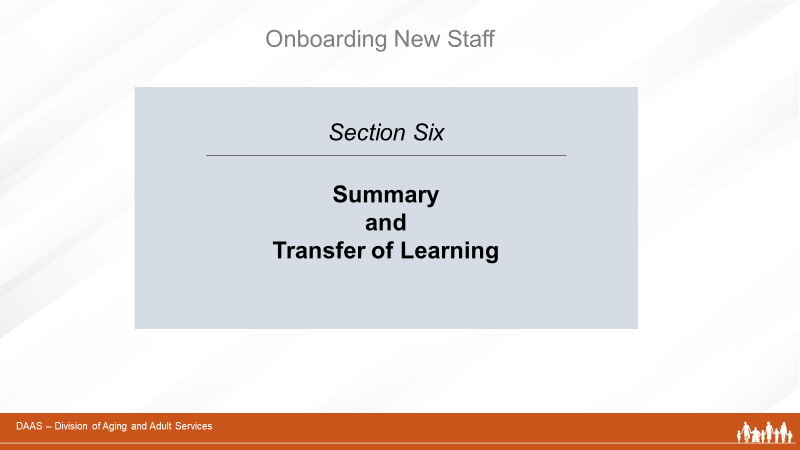 Onboarding New Staff
Section Six
Summary
and
Transfer of Learning
DAAS – Division of Aging and Adult Services